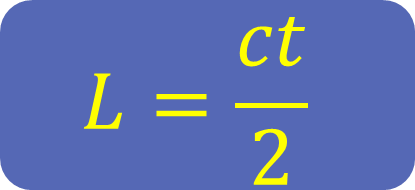 L = ct/2